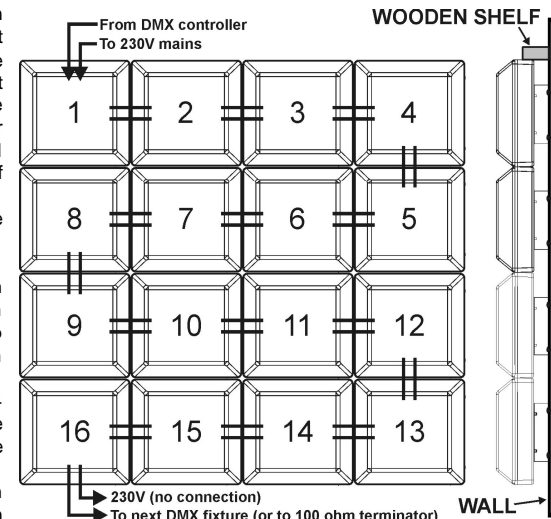 WOODEN SHELF
From DMX controller
To 230V mains
1 2 3 4
8 7 6 5
9 10 11 12
16 15 14 13
230V (no connection)
To next DMX fixture (or to 100 ohm terminator)
WALL